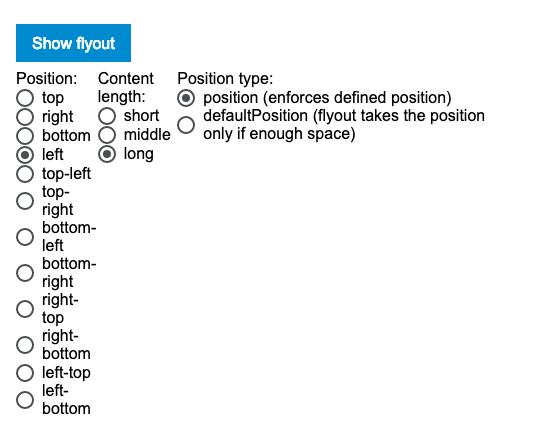 Show flyout
Position:
top
right
bottom
left
top-left
top-
right
bottom-
left
bottom-
right
right-
top
right-
bottom
left-top
left-
bottom
Content
length:
short
middle
long
Position type:
position (enforces defined position)
defaultPosition (flyout takes the position
only if enough space)